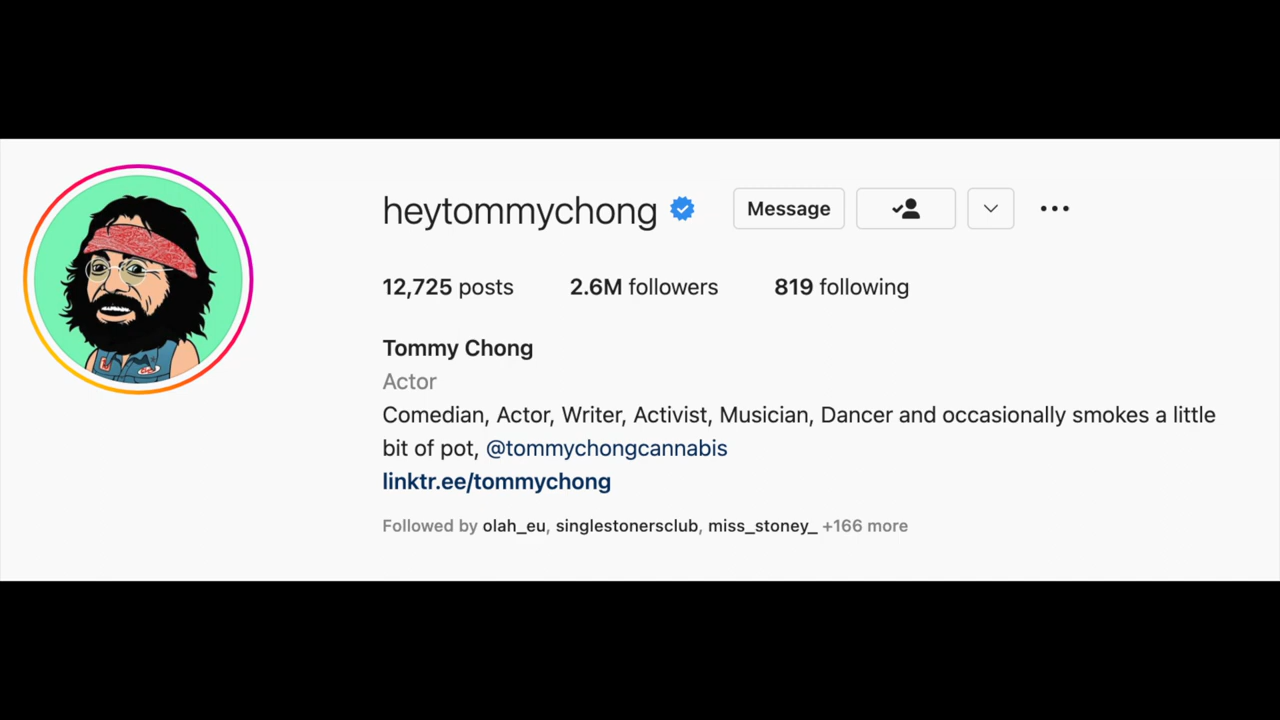 heytommychong
Message
12,725 posts 2.6M followers 819 following
Tommy Chong
Actor
Comedian, Actor, Writer, Activist, Musician, Dancer and occasionally smokes a little
bit of pot, @tommychongcannabis
linktr.ee/tommychong
Followed by olah_eu, singlestonersclub, miss_stoney_ +166 more